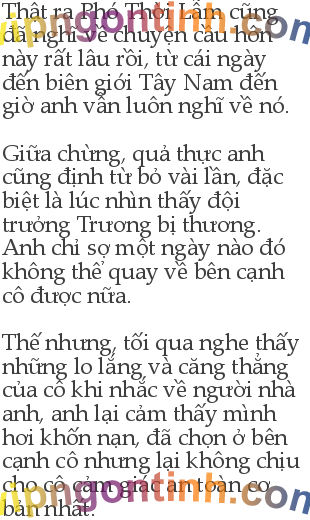 Thật ra Phó Thời Lẫm cũng
đã nghĩ về chuyện cầu hôn
này rất lâu rồi, từ cái ngày
đến biên giới Tây Nam đến
giờ anh vẫn luôn nghĩ về nó.

Giữa chừng, quả thực anh
cũng định từ bỏ vài lần, đặc
biệt là lúc nhìn thấy đội
trưởng Trương bị thương.
Anh chỉ sợ một ngày nào đó
không thể quay về bên cạnh
cô được nữa.

Thế nhưng, tối qua nghe thấy
những lo lắng và căng thẳng
của cô khi nhắc về người nhà
anh, anh lại cảm thấy mình
hơi khốn nạn, đã chọn ở bên
cạnh cô nhưng lại không chịu
cho cô cảm giác an toàn cơ
bản nhất.
vipngontinh.com
vipngontinh.com